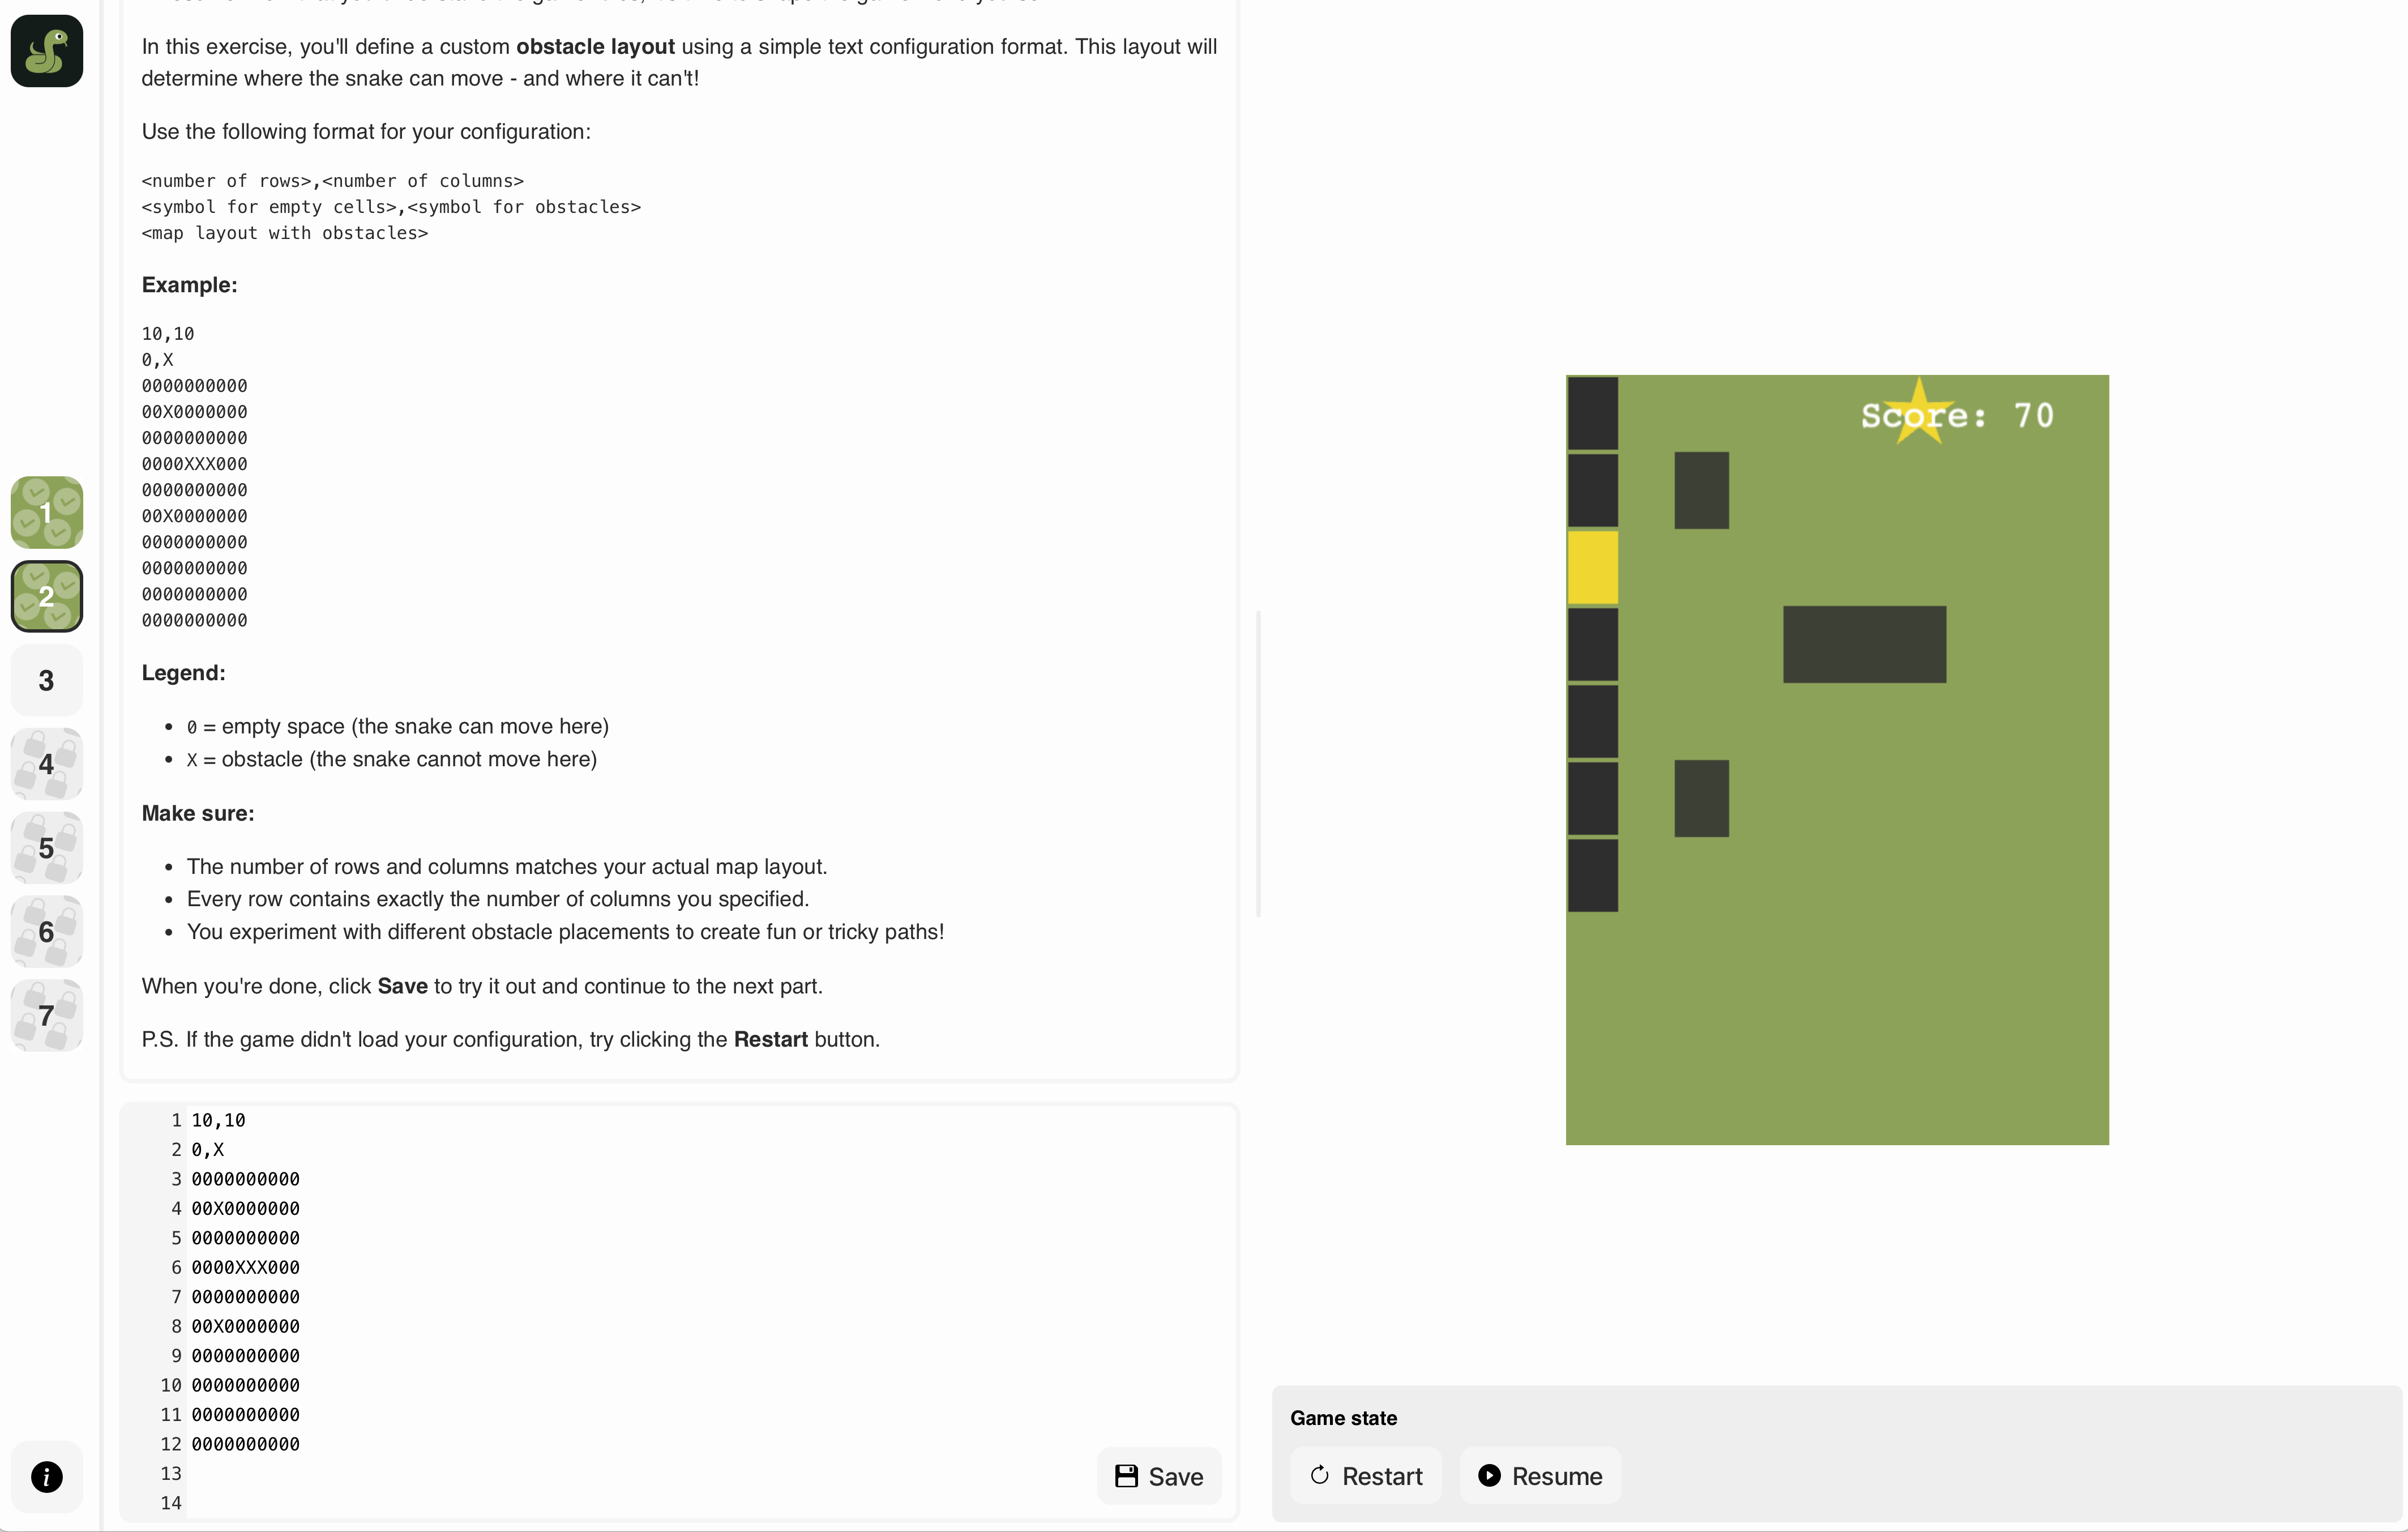 In this exercise, you'll define a custom obstacle layout using a simple text configuration format. This layout will
determine where the snake can move - and where it can't!
Use the following format for your configuration:
<number of rows>,<number of columns>
<symbol for empty cells>,<symbol for obstacles>
<map layout with obstacles>
Example:
10,10
0,X
0000000000
00X0000000
0000000000
0000XXX000
0000000000
00X0000000
0000000000
0000000000
0000000000
0000000000
Legend:
• 0 = empty space (the snake can move here)
• X = obstacle (the snake cannot move here)
Make sure:
• The number of rows and columns matches your actual map layout.
• Every row contains exactly the number of columns you specified.
• You experiment with different obstacle placements to create fun or tricky paths!
When you're done, click Save to try it out and continue to the next part.
P.S. If the game didn't load your configuration, try clicking the Restart button.
1
2
3
4
5
6
7
i
1 10,10
2 0,X
3 0000000000
4 00X0000000
5 0000000000
6 0000XXX000
7 0000000000
8 00X0000000
9 0000000000
10 0000000000
11 0000000000
12 0000000000
13
14
Save
Score: 70
Game state
Restart
Resume